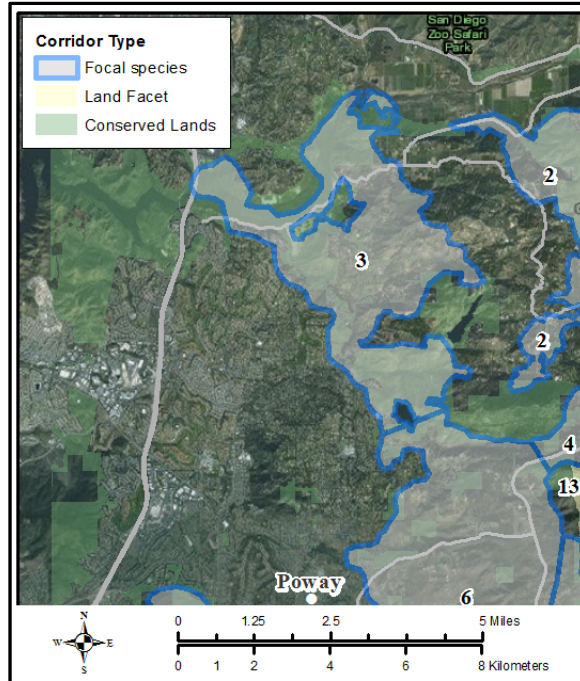 San Diego
Zoo Safari
Park
Corridor Type
Focal species
Land Facet
Conserved Lands
2
3
2
4
13
Poway
6
N
W E
S
0 1.25 2.5 5 Miles
0 1 2 4 6 8 Kilometers